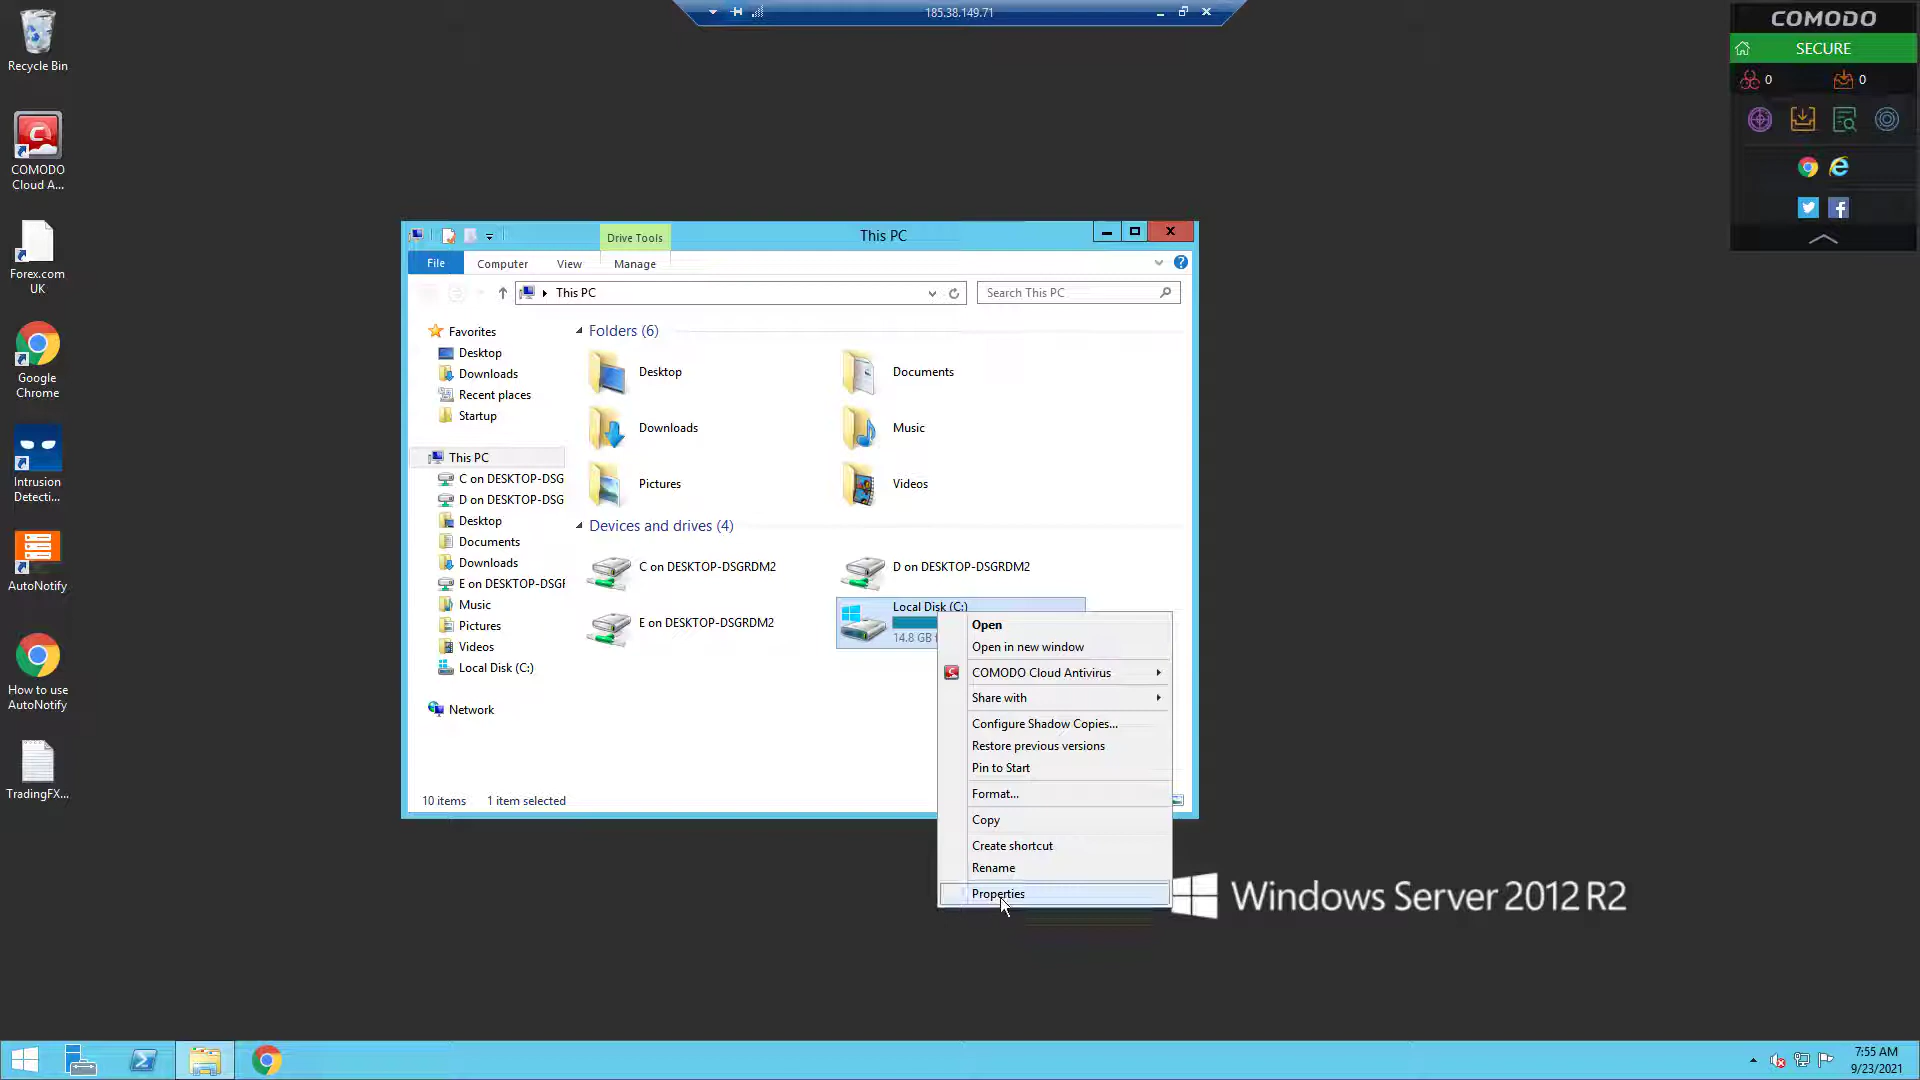 185.38.149.71
COMODO
SECURE
0
0
Recycle Bin
COMODO
Cloud A...
Forex.com
UK
Google
Chrome
Intrusion
Detecti...
AutoNotify
How to use
AutoNotify
TradingFX...
Drive Tools
This PC
File
Computer
View
Manage
This PC
Search This PC
Favorites
Desktop
Downloads
Recent places
Startup
This PC
C on DESKTOP-DSG
D on DESKTOP-DSG
Desktop
Documents
Downloads
E on DESKTOP-DSGF
Music
Pictures
Videos
Local Disk (C:)
Network
Folders (6)
Desktop
Documents
Downloads
Music
Pictures
Videos
Devices and drives (4)
C on DESKTOP-DSGRDM2
D on DESKTOP-DSGRDM2
E on DESKTOP-DSGRDM2
Local Disk (C:)
14.8 GB f
10 items
1 item selected
Open
Open in new window
COMODO Cloud Antivirus
Share with
Configure Shadow Copies...
Restore previous versions
Pin to Start
Format...
Copy
Create shortcut
Rename
Properties
Windows Server 2012 R2
7:55 AM
9/23/2021